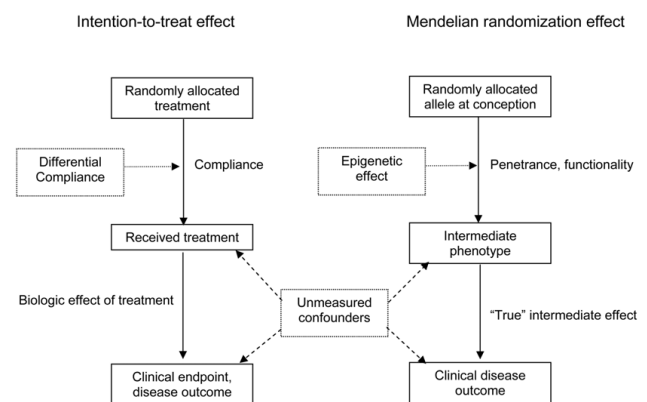 Intention-to-treat effect
Mendelian randomization effect
Randomly allocated
treatment
Randomly allocated
allele at conception
Differential
Compliance
Compliance
Epigenetic
effect
Penetrance, functionality
Received treatment
Intermediate
phenotype
Biologic effect of treatment
Unmeasured
confounders
“True” intermediate effect
Clinical endpoint,
disease outcome
Clinical disease
outcome